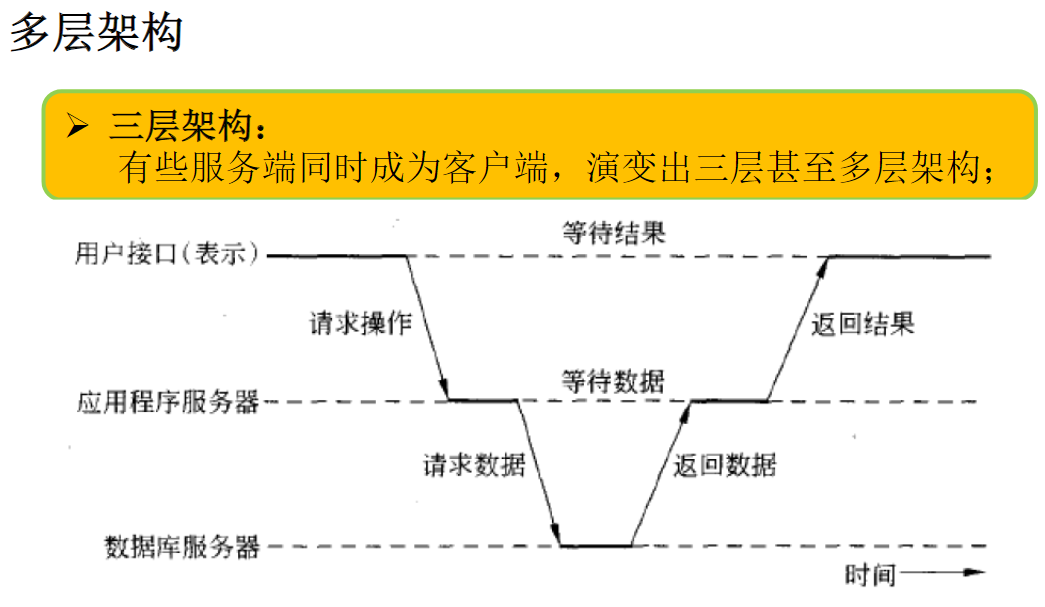 多层架构
➢ 三层架构：
有些服务端同时成为客户端，演变出三层甚至多层架构；
等待结果
用户接口(表示)
请求操作
返回结果
等待数据
应用程序服务器
请求数据
返回数据
数据库服务器
时间